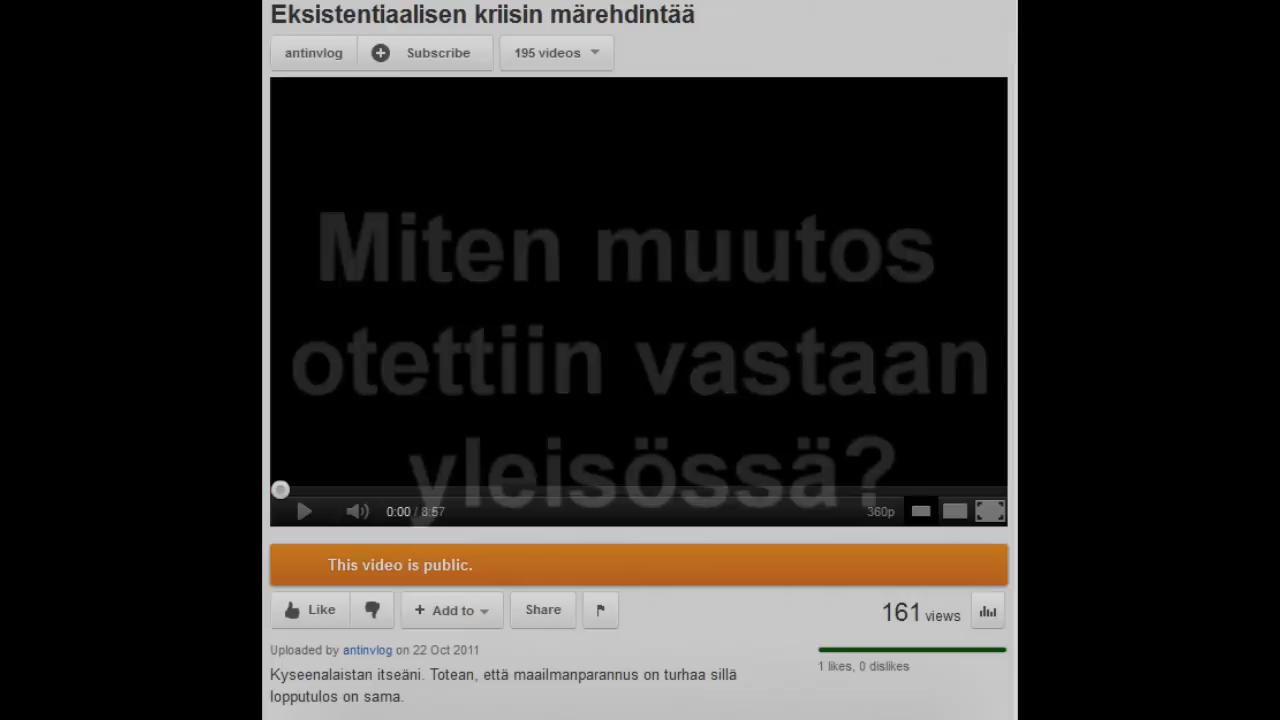 Eksistentiaalisen kriisin märehdintää
antinvlog Subscribe 195 videos
Miten muutos
otettiin vastaan
yleisössä?
0:00 / 8:57 360p
This video is public.
Like Add to Share 161 views
Uploaded by antinvlog on 22 Oct 2011
1 likes, 0 dislikes
Kyseenalaistan itseäni. Totean, että maailmanparannus on turhaa sillä
lopputulos on sama.